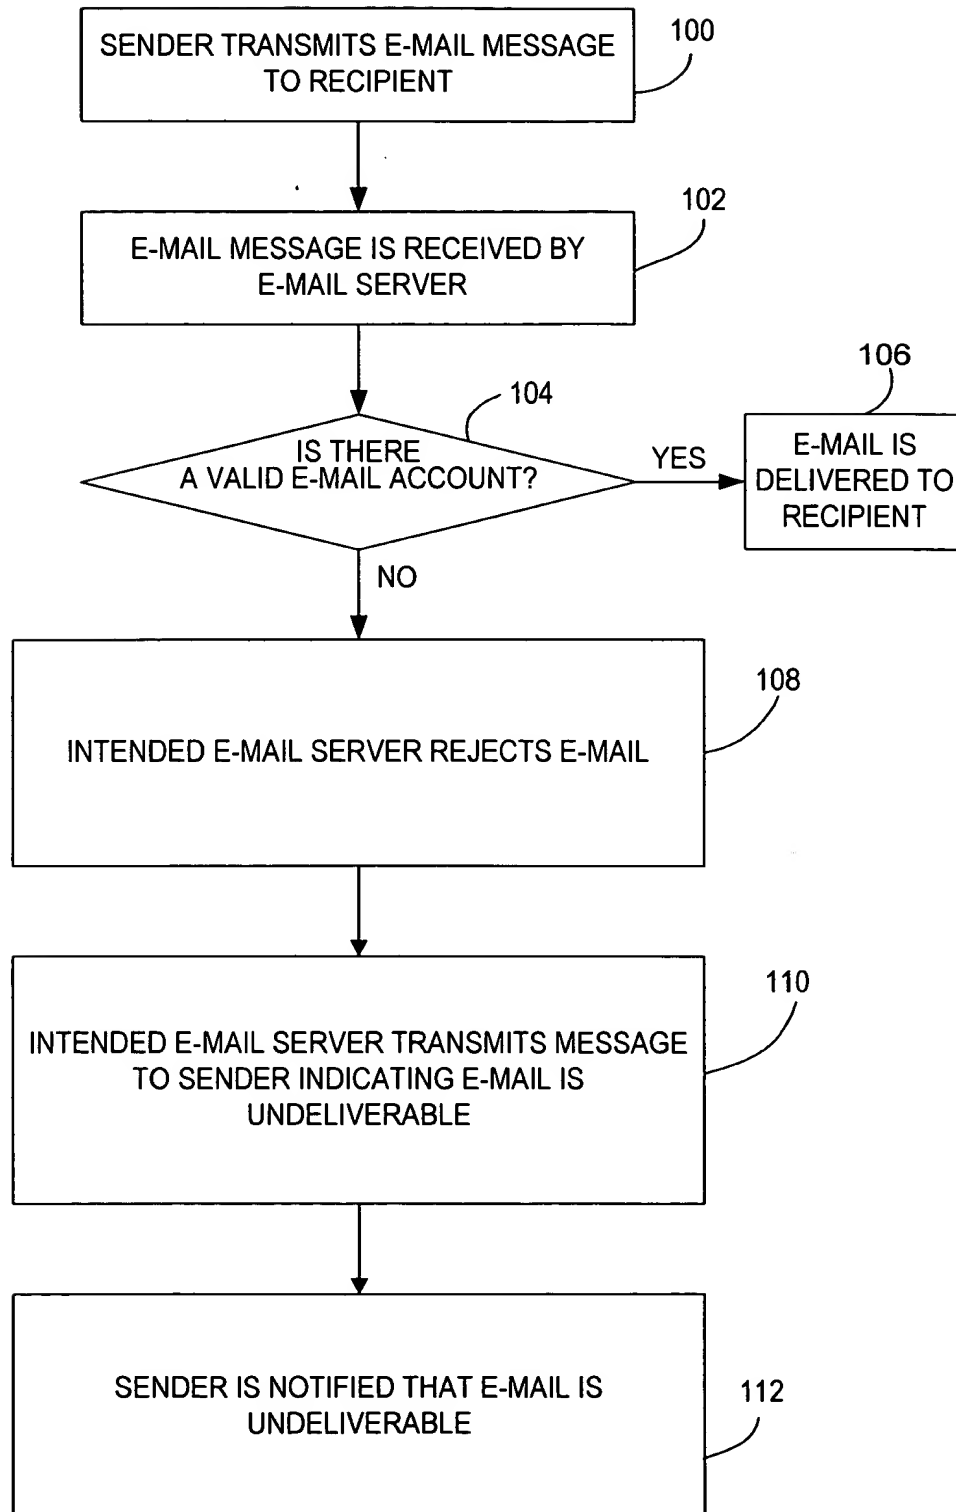 SENDER TRANSMITS E-MAIL MESSAGE
TO RECIPIENT
100
E-MAIL MESSAGE IS RECEIVED BY
E-MAIL SERVER
102
IS THERE
A VALID E-MAIL ACCOUNT?
104
YES
106
E-MAIL IS
DELIVERED TO
RECIPIENT
NO
INTENDED E-MAIL SERVER REJECTS E-MAIL
108
INTENDED E-MAIL SERVER TRANSMITS MESSAGE
TO SENDER INDICATING E-MAIL IS
UNDELIVERABLE
110
SENDER IS NOTIFIED THAT E-MAIL IS
UNDELIVERABLE
112